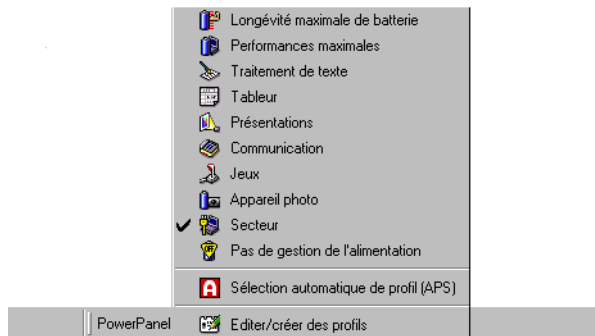 Longévité maximale de batterie
Performances maximales
Traitement de texte
Tableur
Présentations
Communication
Jeux
Appareil photo
Secteur
OFF
Pas de gestion de l'alimentation
A
Sélection automatique de profil (APS)
PowerPanel
Editer/créer des profils